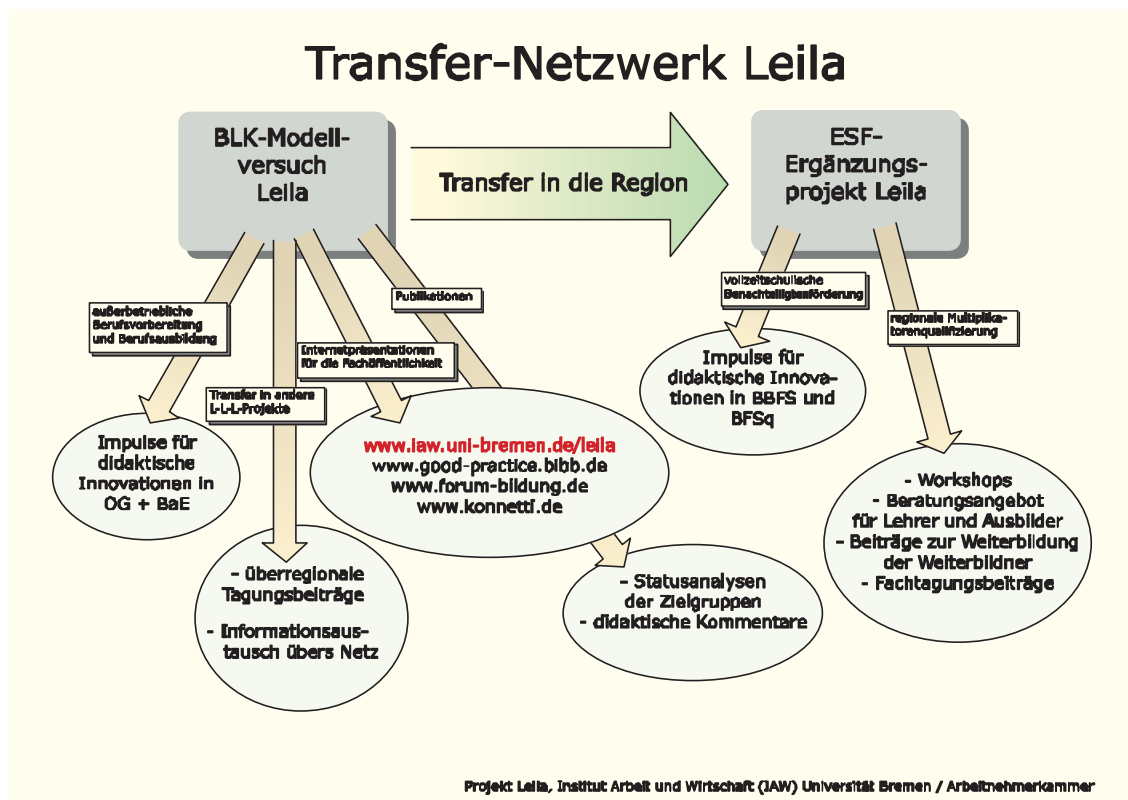 Transfer-Netzwerk Leila
BLK-Modell-
versuch
Leila
Transfer in die Region
ESF-
Ergänzungs-
projekt Leila
außerbetriebliche
Berufsvorbereitung
und Berufsausbildung
Transfer in andere
L-L-L-Projekte
Internetpräsentationen
für die Fachöffentlichkeit
Publikationen
vollzeitschulische
Benachteiligtenförderung
regionale Multiplika-
torenqualifizierung
Impulse für
didaktische
Innovationen in
OG + BaE
- überregionale
Tagungsbeiträge
- Informationsaus-
tausch übers Netz
www.iaw.uni-bremen.de/leila
www.good-practice.bibb.de
www.forum-bildung.de
www.konnetti.de
- Statusanalysen
der Zielgruppen
- didaktische Kommentare
Impulse für
didaktische Innova-
tionen in BBFS und
BFSq
- Workshops
- Beratungsangebot
für Lehrer und Ausbilder
- Beiträge zur Weiterbildung
der Weiterbildner
- Fachtagungsbeiträge
Projekt Leila, Institut Arbeit und Wirtschaft (IAW) Universität Bremen / Arbeitnehmerkammer